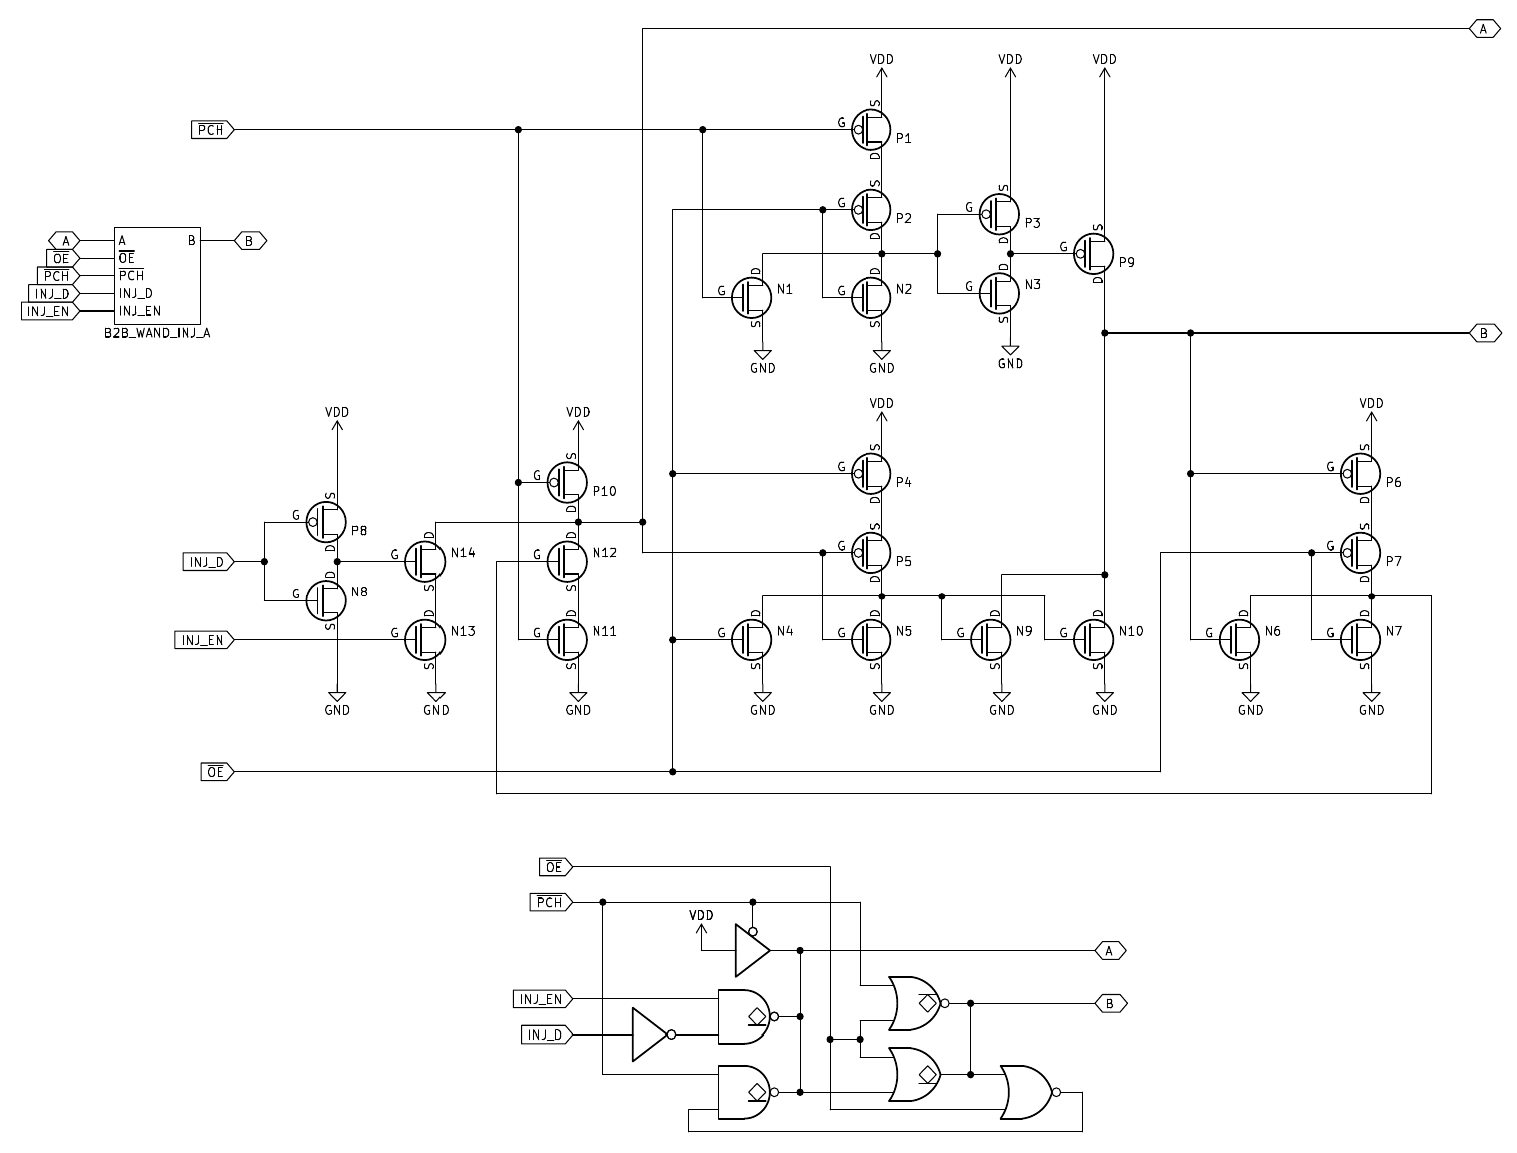 A
VDD VDD VDD
S
PCH G P1
D
S
G P2 S
G P3
D D
A A B B
OE OE
PCH PCH
INJ_D INJ_D
INJ_EN INJ_EN
B2B_WAND_INJ_A
S
G P9
D
D D D
G N1 G N2 G N3
S S S
GND GND GND
B
VDD VDD VDD VDD
S S S
G P4 G P6
D D
S
G P10
D
S
G P8
D
S S
G P5 G P7
D D
INJ_D
D D
G N14 G N12
S S
D
G N8
S
INJ_EN
D D D D D D D D
G N13 G N11 G N4 G N5 G N9 G N10 G N6 G N7
S S S S S S S S
GND GND GND GND GND GND GND GND GND
OE
OE
PCH
VDD
A
INJ_EN
B
INJ_D